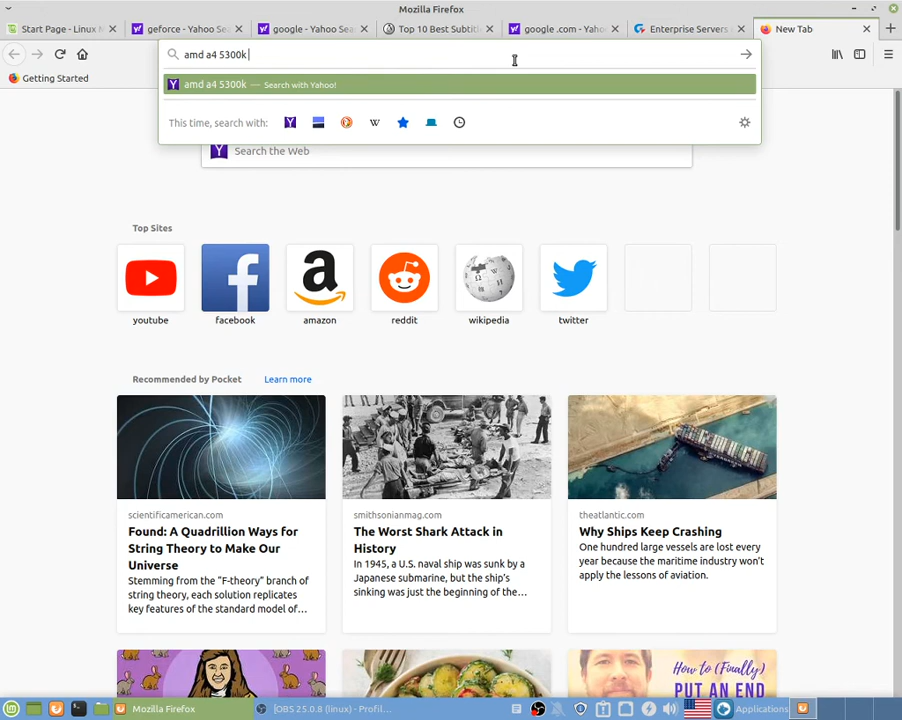 Mozilla Firefox
Start Page - Linux M
geforce - Yahoo Sea
google - Yahoo Sear
Top 10 Best Subtitl
google .com - Yahoo
Enterprise Servers
New Tab
amd a4 5300k
Getting Started
amd a4 5300k — Search with Yahoo!
This time, search with:
Search the Web
Top Sites
youtube
facebook
amazon
reddit
wikipedia
twitter
Recommended by Pocket
Learn more
scientificamerican.com
Found: A Quadrillion Ways for
String Theory to Make Our
Universe
Stemming from the "F-theory" branch of
string theory, each solution replicates
key features of the standard model of…
smithsonianmag.com
The Worst Shark Attack in
History
In 1945, a U.S. naval ship was sunk by a
Japanese submarine, but the ship's
sinking was just the beginning of the…
theatlantic.com
Why Ships Keep Crashing
One hundred large vessels are lost every
year because the maritime industry won't
apply the lessons of aviation.
How to (Finally)
PUT AN END
Mozilla Firefox
[OBS 25.0.8 (linux) - Profil...
Applications